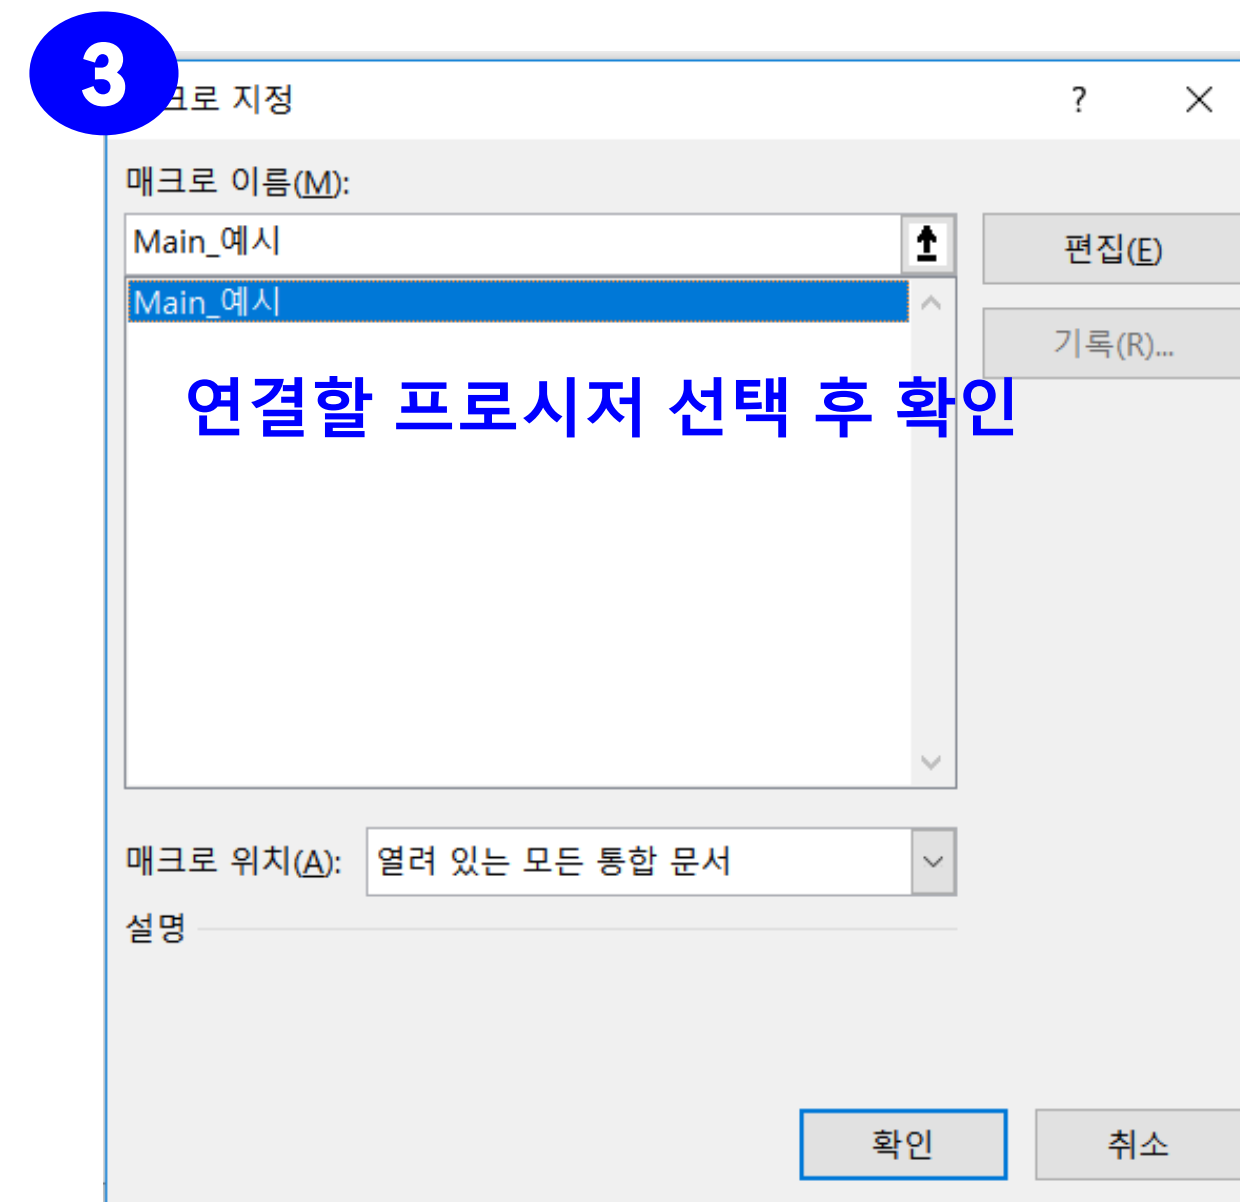 3
크로 지정
?
매크로 이름(M):
Main_예시
편집(E)
Main_예시
기록(R)...
연결할 프로시저 선택 후 확인
매크로 위치(A):
열려 있는 모든 통합 문서
설명
확인
취소